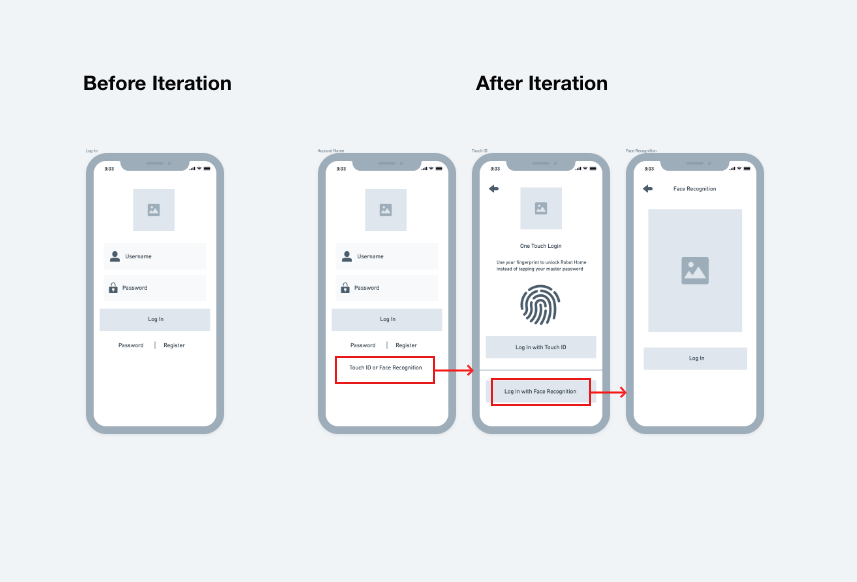 Before Iteration
After Iteration
Log In
Account Name
Touch ID
Face Recognition
9:33
Username
Password
Log In
Password | Register
9:33
Username
Password
Log In
Password | Register
Touch ID or Face Recognition
9:33
One Touch Login
Use your fingerprint to unlock Robot Home
instead of tapping your master password
Log In with Touch ID
Log In with Face Recognition
9:33
Face Recognition
Log In